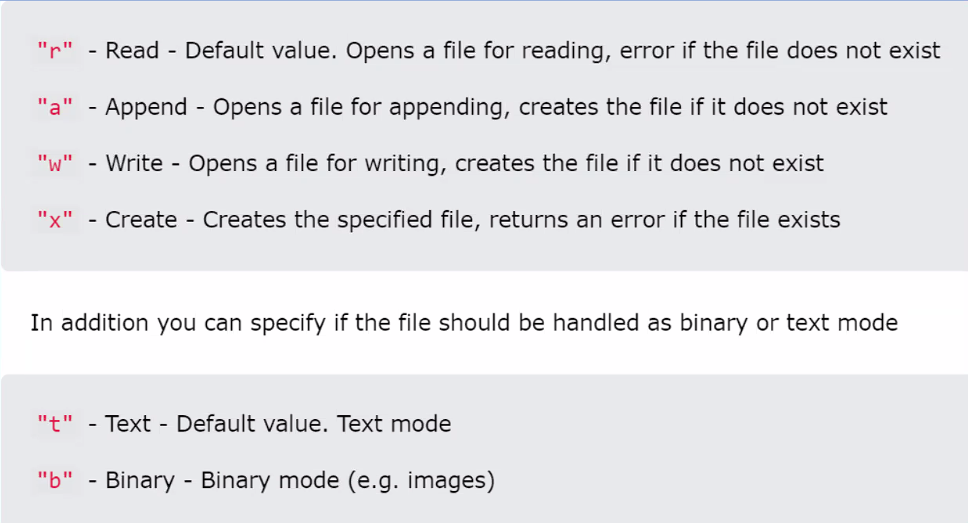 "r" - Read - Default value. Opens a file for reading, error if the file does not exist
"a" - Append - Opens a file for appending, creates the file if it does not exist
"w" - Write - Opens a file for writing, creates the file if it does not exist
"x" - Create - Creates the specified file, returns an error if the file exists
In addition you can specify if the file should be handled as binary or text mode
"t" - Text - Default value. Text mode
"b" - Binary - Binary mode (e.g. images)